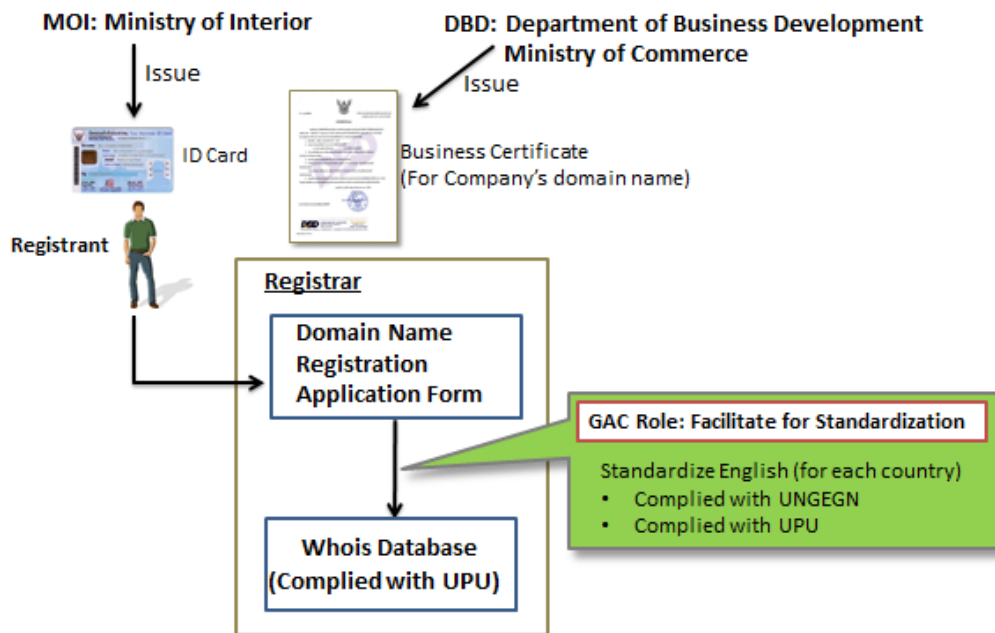 MOI: Ministry of Interior
DBD: Department of Business Development
Ministry of Commerce
Issue
Issue
ID Card
Business Certificate
(For Company's domain name)
Registrant
Registrar
Domain Name
Registration
Application Form
GAC Role: Facilitate for Standardization
Standardize English (for each country)
• Complied with UNGEGN
• Complied with UPU
Whois Database
(Complied with UPU)